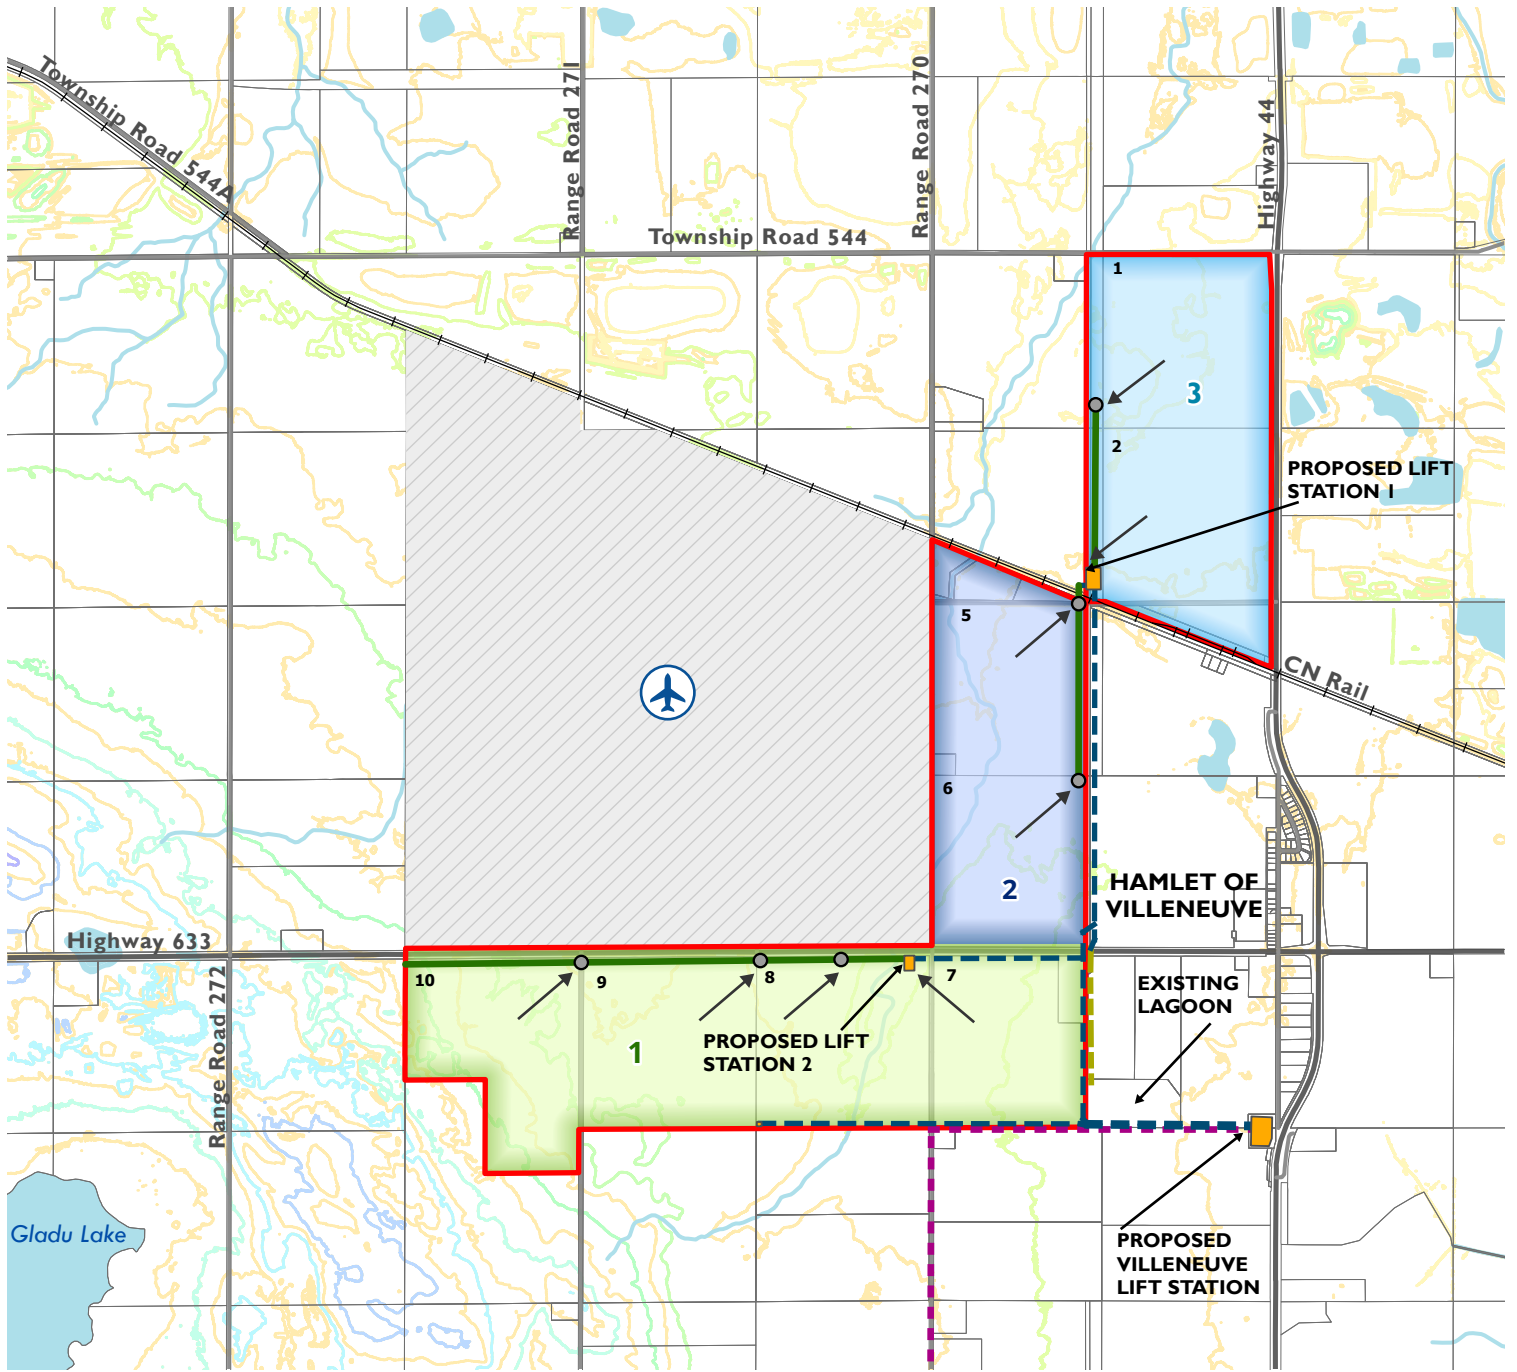 Township Road 544A
Range Road 271
Range Road 270
Highway 44
Township Road 544
1
3
2
PROPOSED LIFT
STATION 1
5
CN Rail
6
2
HAMLET OF
VILLENEUVE
Highway 633
10
9
8
7
EXISTING
LAGOON
Range Road 272
1
PROPOSED LIFT
STATION 2
Gladu Lake
PROPOSED
VILLENEUVE
LIFT STATION